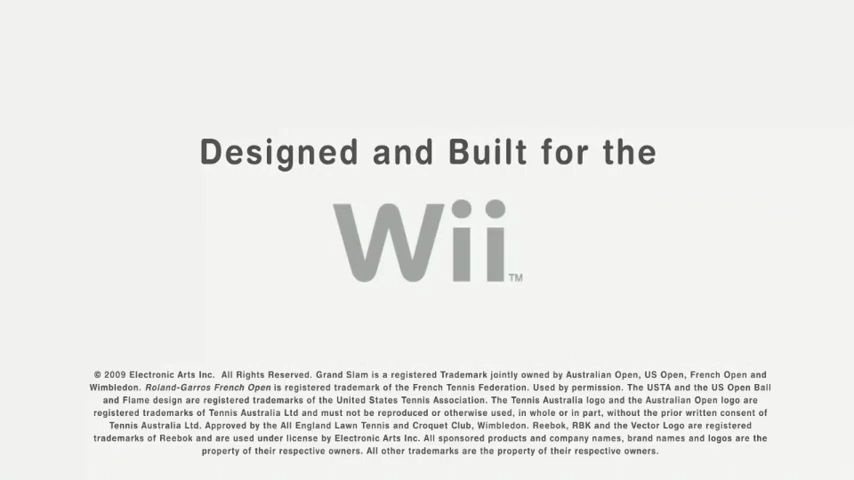 Designed and Built for the
Wii™
© 2009 Electronic Arts Inc. All Rights Reserved. Grand Slam is a registered Trademark jointly owned by Australian Open, US Open, French Open and
Wimbledon. Roland-Garros French Open is registered trademark of the French Tennis Federation. Used by permission. The USTA and the US Open Ball
and Flame design are registered trademarks of the United States Tennis Association. The Tennis Australia logo and the Australian Open logo are
registered trademarks of Tennis Australia Ltd and must not be reproduced or otherwise used, in whole or in part, without the prior written consent of
Tennis Australia Ltd. Approved by the All England Lawn Tennis and Croquet Club, Wimbledon. Reebok, RBK and the Vector Logo are registered
trademarks of Reebok and are used under license by Electronic Arts Inc. All sponsored products and company names, brand names and logos are the
property of their respective owners. All other trademarks are the property of their respective owners.